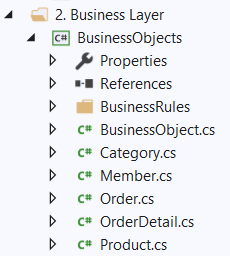 2. Business Layer
C# BusinessObjects
Properties
References
BusinessRules
C# BusinessObject.cs
C# Category.cs
C# Member.cs
C# Order.cs
C# OrderDetail.cs
C# Product.cs